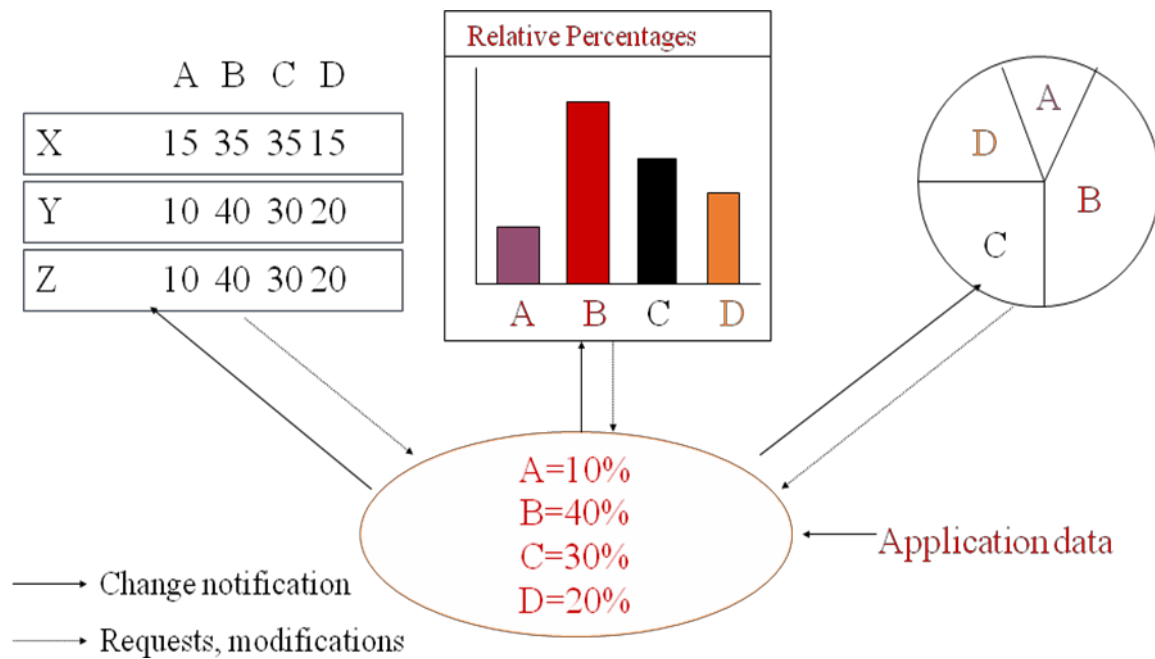 A B C D
X 15 35 35 15
Y 10 40 30 20
Z 10 40 30 20
Relative Percentages
A B C D
A
B
C
D
A=10%
B=40%
C=30%
D=20%
Application data
Change notification
Requests, modifications